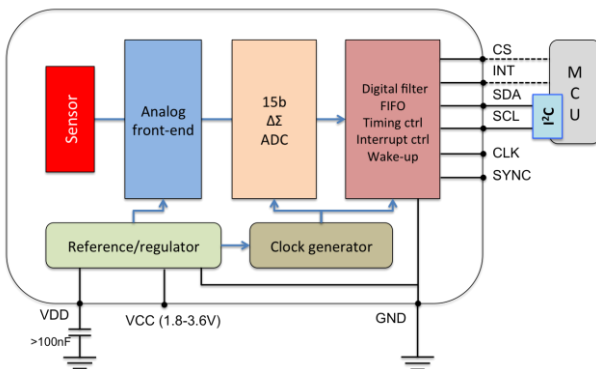 Sensor
Analog
front-end
15b
ΔΣ
ADC
Digital filter
FIFO
Timing ctrl
Interrupt ctrl
Wake-up
CS
INT
SDA
SCL
CLK
SYNC
I²C
M
C
U
Reference/regulator
Clock generator
VDD
>100nF
VCC (1.8-3.6V)
GND